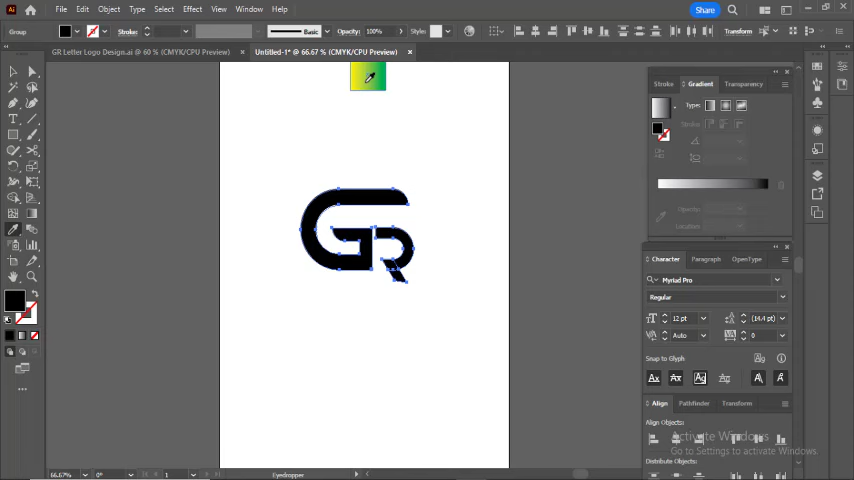 Ai File Edit Object Type Select Effect View Window Help Share
Group Stroke: Basic Opacity: 100% Style: Transform
GR Letter Logo Design.ai @ 60 % (CMYK/CPU Preview) × Untitled-1* @ 66.67 % (CMYK/CPU Preview) ×
Stroke Gradient Transparency
Type:
Stroke:
GR
Opacity:
Location:
Character Paragraph OpenType
Myriad Pro
Regular
12 pt (14.4 pt)
Auto 0
Snap to Glyph
Align Pathfinder Transform
Align Objects:
Activate Windows
Go to Settings to activate Windows.
Distribute Objects:
66.67% 0° 1 Eyedropper